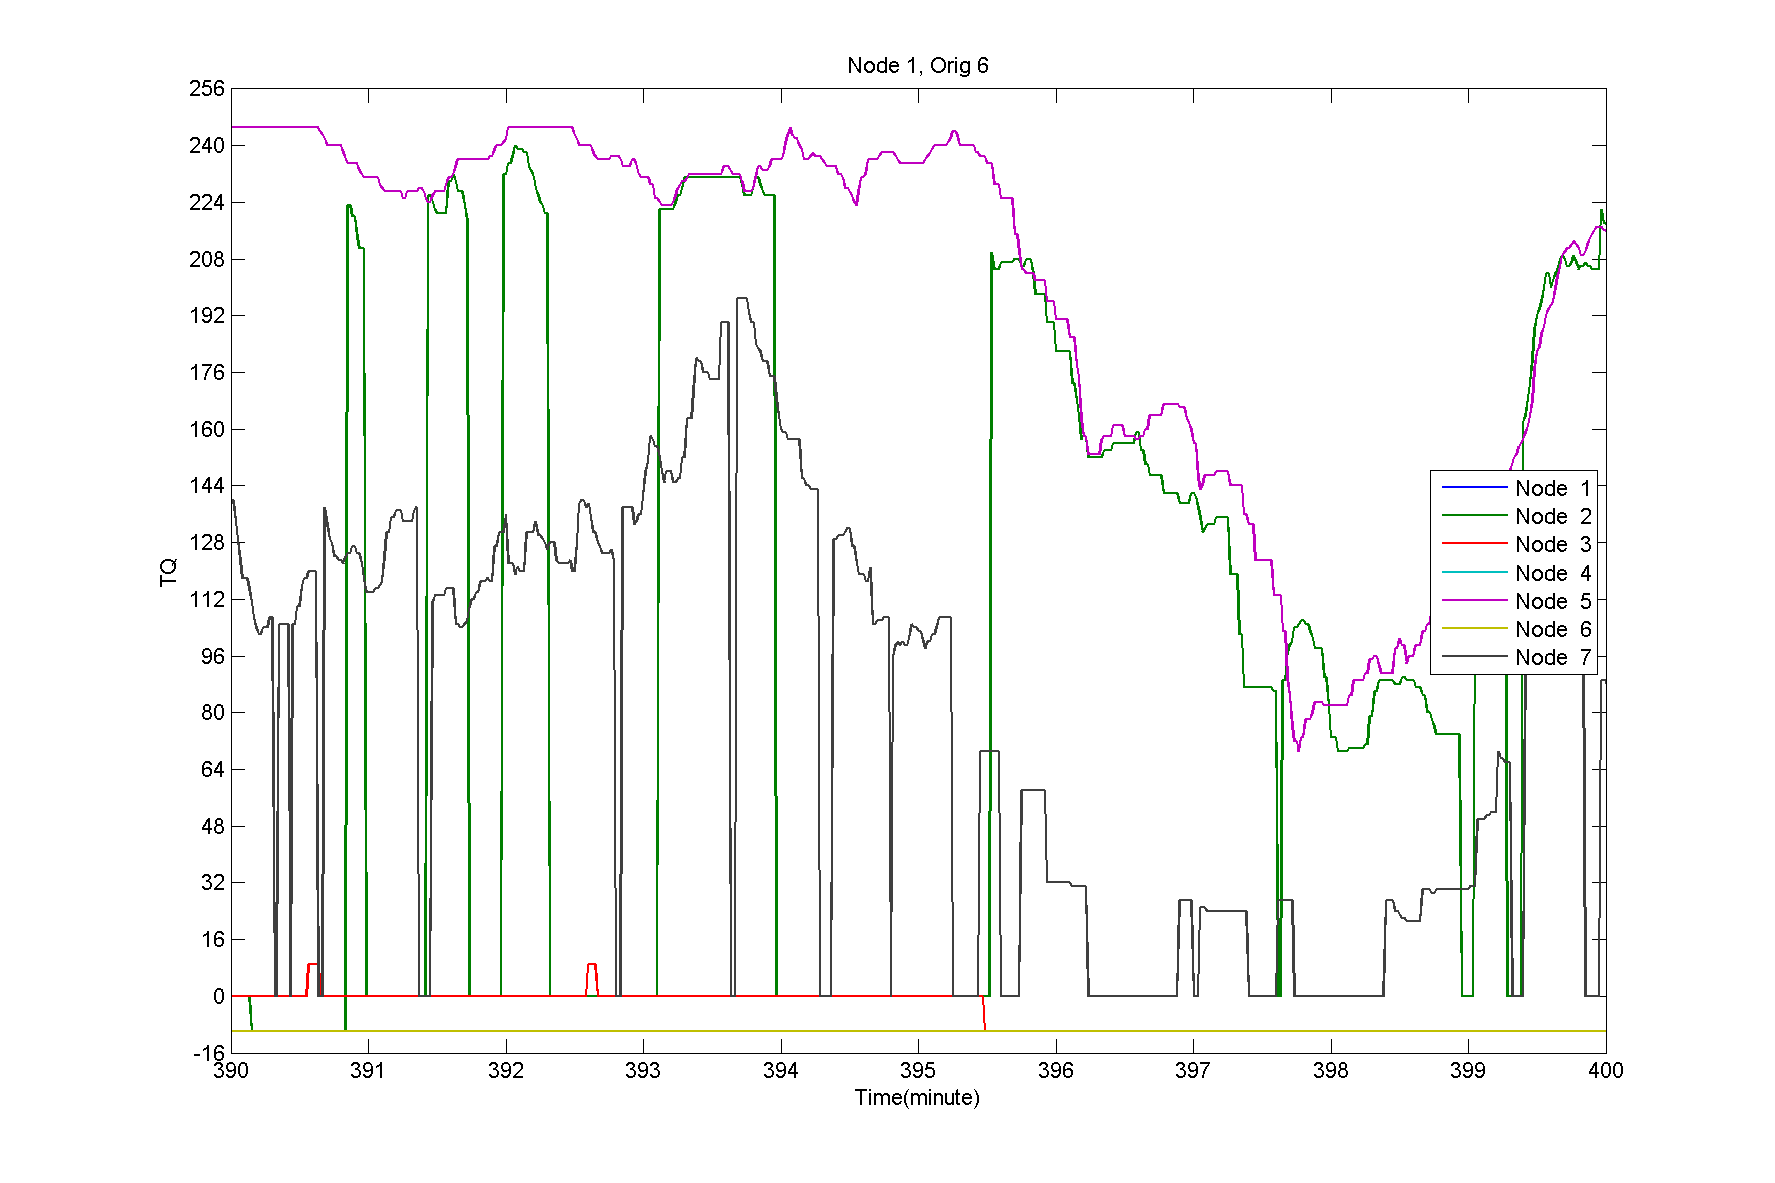 Node 1, Orig 6
256
240
224
208
192
176
160
144
128
112
96
80
64
48
32
16
0
-16
TQ
Node 1
Node 2
Node 3
Node 4
Node 5
Node 6
Node 7
390 391 392 393 394 395 396 397 398 399 400
Time(minute)